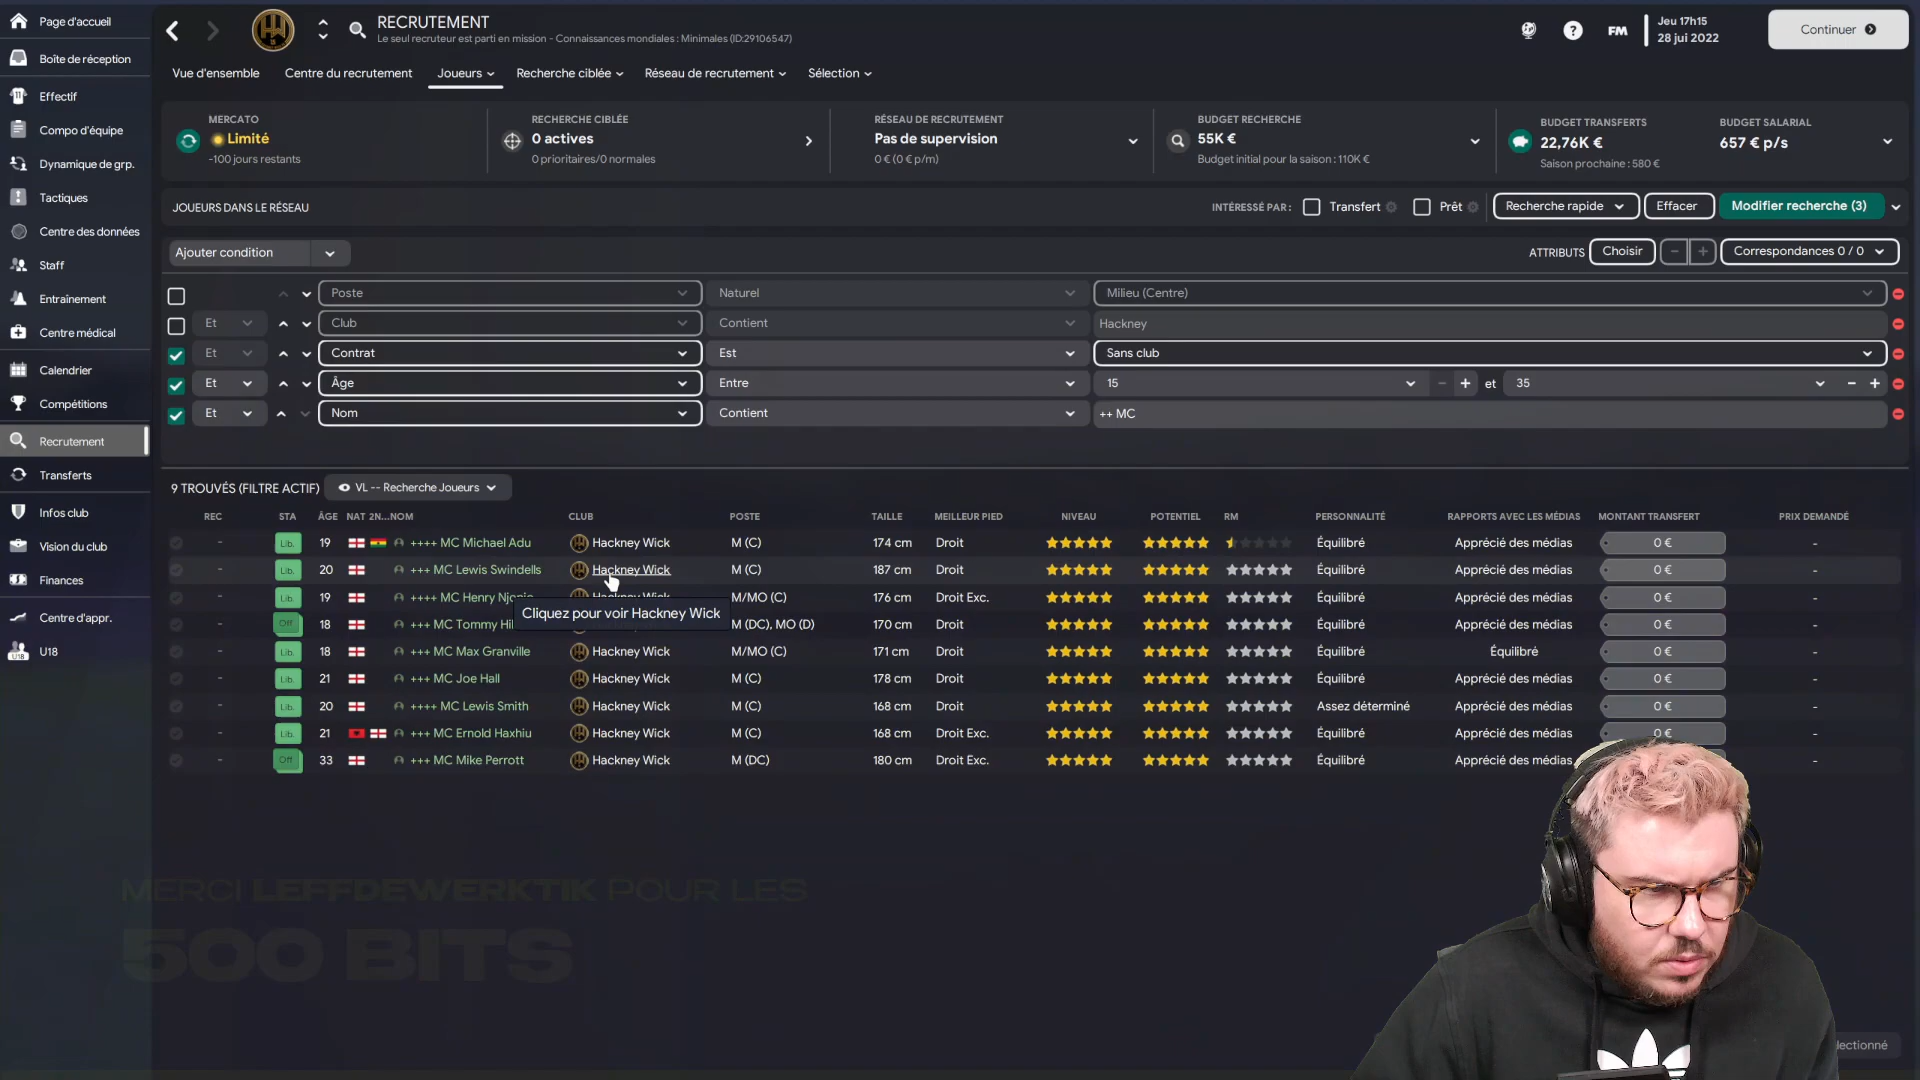 Page d'accueil
Boîte de réception
Effectif
Compo d'équipe
Dynamique de grp.
Tactiques
Centre des données
Staff
Entraînement
Centre médical
Calendrier
Compétitions
Recrutement
Transferts
Infos club
Vision du club
Finances
Centre d'appr.
U18
RECRUTEMENT
Le seul recruteur est parti en mission - Connaissances mondiales : Minimales (ID:29106547)
FM
Jeu 17h15
28 jui 2022
Continuer
Vue d'ensemble Centre du recrutement Joueurs Recherche ciblée Réseau de recrutement Sélection
MERCATO
Limité
-100 jours restants
RECHERCHE CIBLÉE
0 actives
0 prioritaires/0 normales
RÉSEAU DE RECRUTEMENT
Pas de supervision
0 € (0 € p/m)
BUDGET RECHERCHE
55K €
Budget initial pour la saison : 110K €
BUDGET TRANSFERTS
22,76K €
Saison prochaine : 580 €
BUDGET SALARIAL
657 € p/s
JOUEURS DANS LE RÉSEAU
INTÉRESSÉ PAR : Transfert Prêt Recherche rapide Effacer Modifier recherche (3)
Ajouter condition
ATTRIBUTS Choisir - + Correspondances 0 / 0
Poste Naturel Milieu (Centre)
Et Club Contient Hackney
Et Contrat Est Sans club
Et Âge Entre 15 - + et 35 - +
Et Nom Contient ++ MC
9 TROUVÉS (FILTRE ACTIF) VL -- Recherche Joueurs
REC STA ÂGE NAT 2N... NOM CLUB POSTE TAILLE MEILLEUR PIED NIVEAU POTENTIEL RM PERSONNALITÉ RAPPORTS AVEC LES MÉDIAS MONTANT TRANSFERT PRIX DEMANDÉ
- Lib. 19 ++++ MC Michael Adu Hackney Wick M (C) 174 cm Droit Équilibré Apprécié des médias 0 € -
- Lib. 20 +++ MC Lewis Swindells Hackney Wick M (C) 187 cm Droit Équilibré Apprécié des médias 0 € -
- Lib. 19 ++++ MC Henry Hackney Wick M/MO (C) 176 cm Droit Exc. Équilibré Apprécié des médias 0 € -
- Off 18 +++ MC Tommy M (DC), MO (D) 170 cm Droit Équilibré Apprécié des médias 0 € -
Cliquez pour voir Hackney Wick
- Lib. 18 +++ MC Max Granville Hackney Wick M/MO (C) 171 cm Droit Équilibré Équilibré 0 € -
- Lib. 21 +++ MC Joe Hall Hackney Wick M (C) 178 cm Droit Équilibré Apprécié des médias 0 € -
- Lib. 20 ++++ MC Lewis Smith Hackney Wick M (C) 168 cm Droit Assez déterminé Apprécié des médias 0 € -
- Lib. 21 +++ MC Ernold Haxhiu Hackney Wick M (C) 168 cm Droit Exc. Équilibré Apprécié des médias 0 € -
- Off 33 +++ MC Mike Perrott Hackney Wick M (DC) 180 cm Droit Exc. Équilibré Apprécié des médias -
MERCI LEFFDEWERKTIK POUR LES
500 BITS